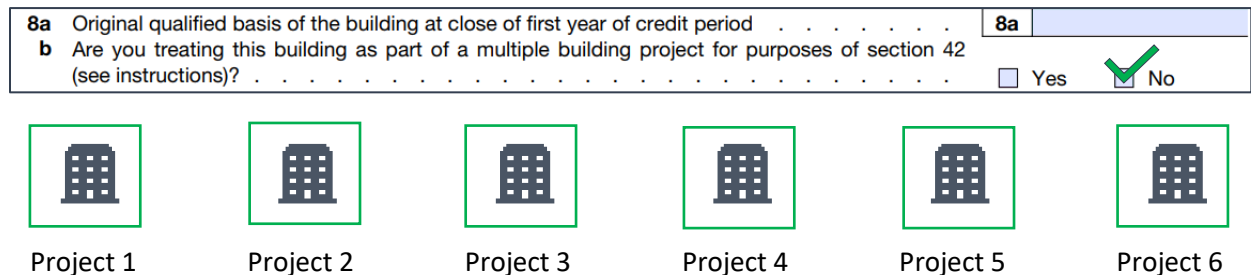 8a Original qualified basis of the building at close of first year of credit period . . . . . . . 8a
b Are you treating this building as part of a multiple building project for purposes of section 42
(see instructions)? . . . . . . . . . . . . . . . . . . . . . . . . . . . Yes No
Project 1 Project 2 Project 3 Project 4 Project 5 Project 6